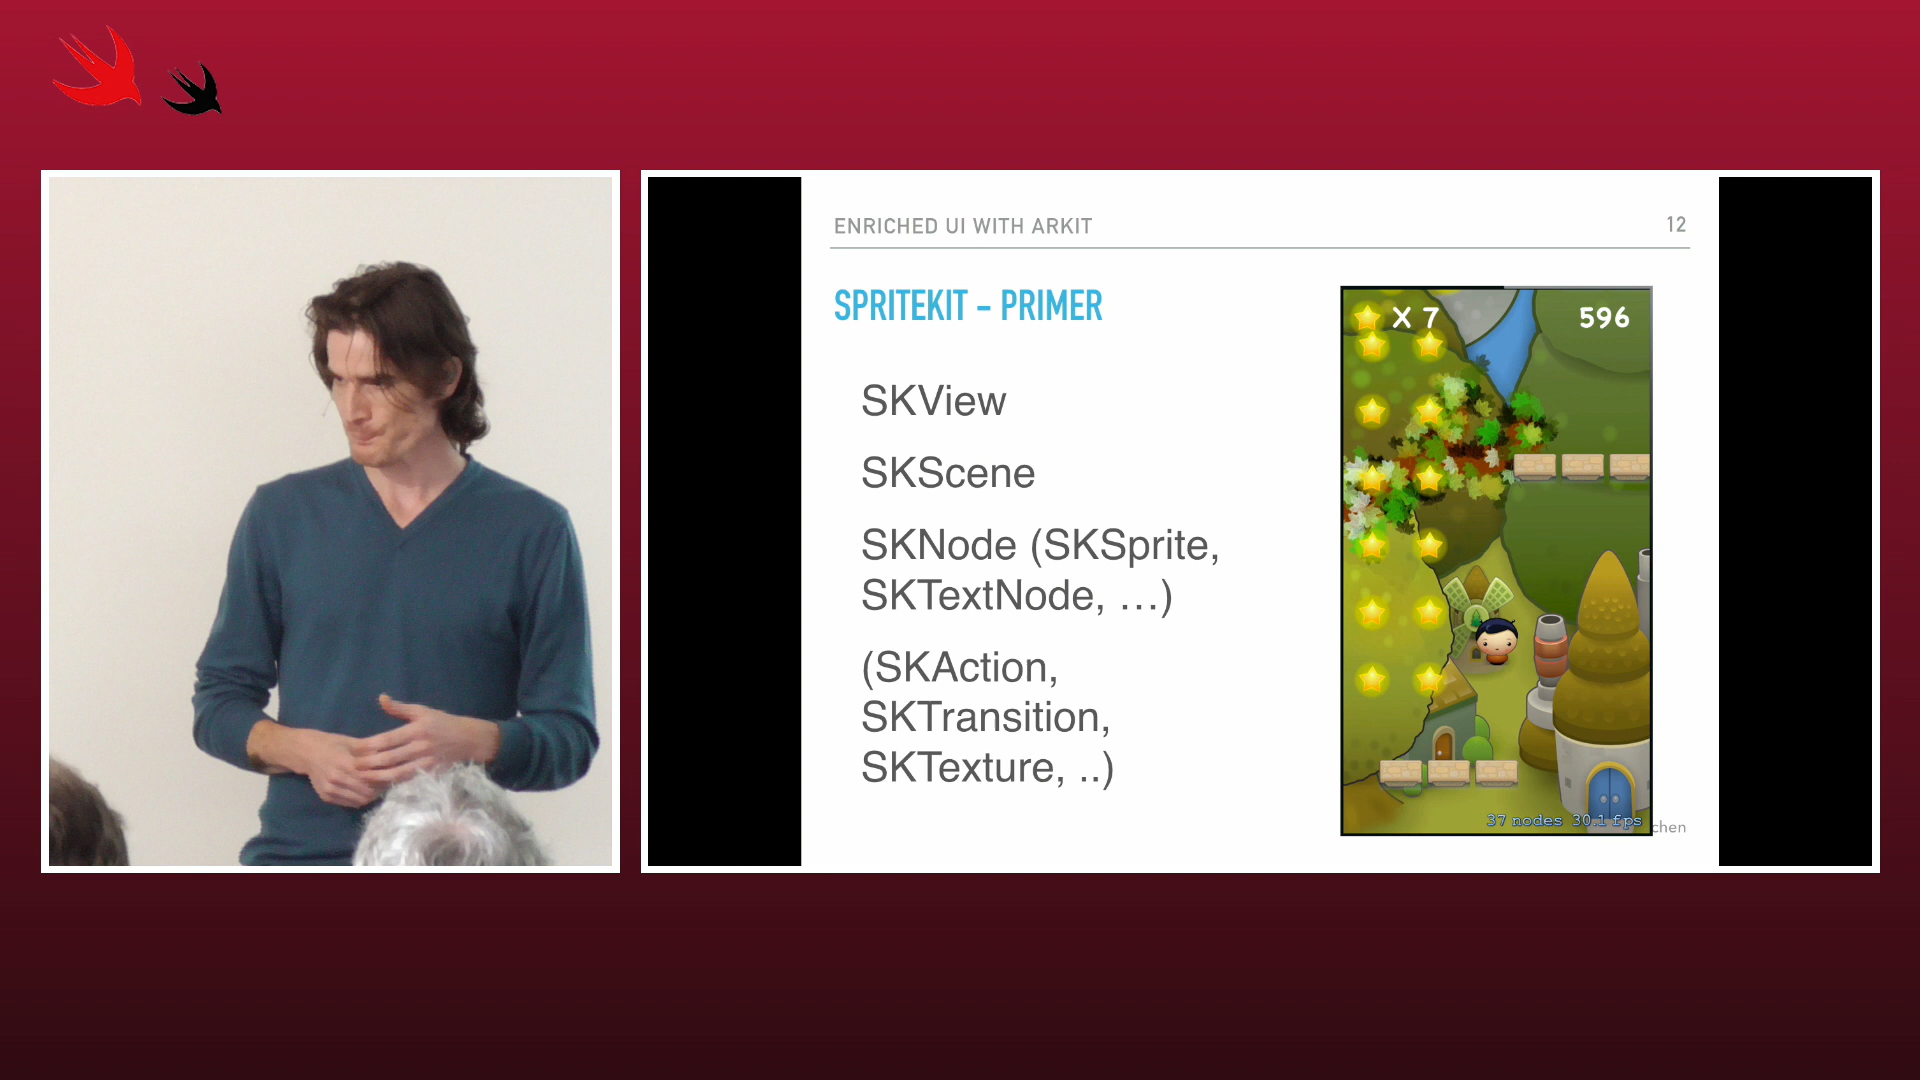 ENRICHED UI WITH ARKIT
12
SPRITEKIT – PRIMER
SKView
SKScene
SKNode (SKSprite,
SKTextNode, …)
(SKAction,
SKTransition,
SKTexture, ..)
X 7
596
37 nodes 30.1 fps
chen